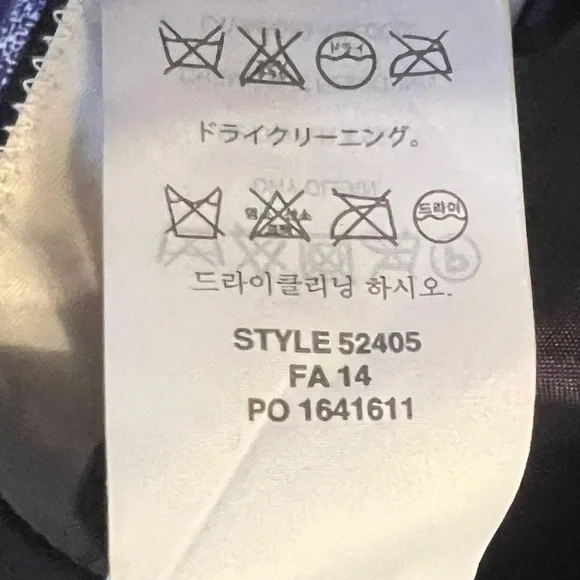 ドライ
ドライクリーニング。
드라이
드라이클리닝 하시오.
STYLE 52405
FA 14
PO 1641611